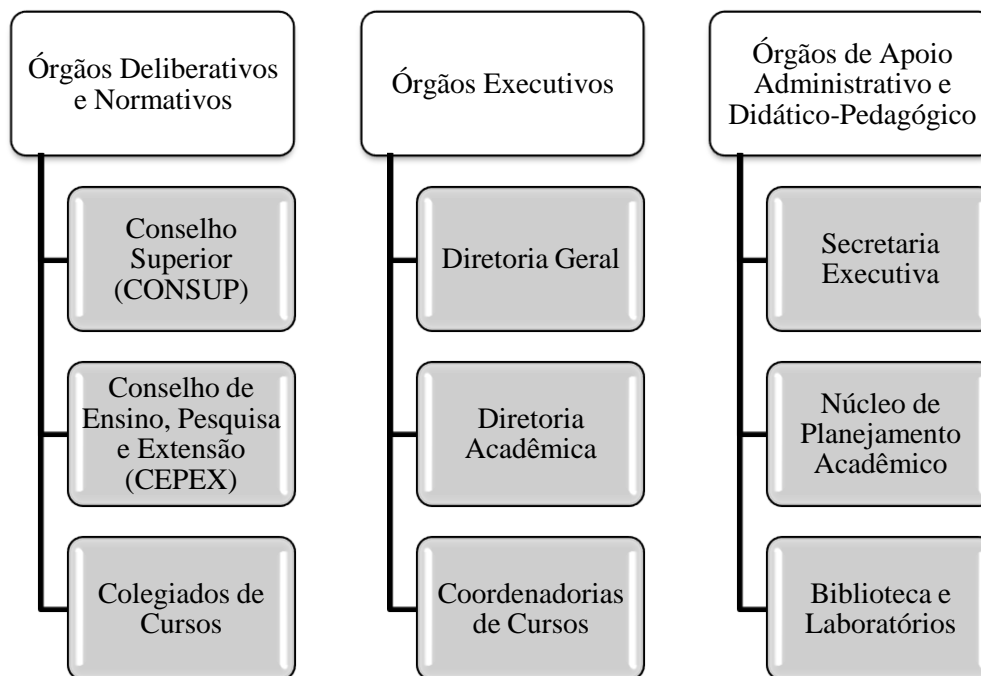 Órgãos Deliberativos
e Normativos
Conselho
Superior
(CONSUP)
Conselho de
Ensino, Pesquisa
e Extensão
(CEPEX)
Colegiados de
Cursos
Órgãos Executivos
Diretoria Geral
Diretoria
Acadêmica
Coordenadorias
de Cursos
Órgãos de Apoio
Administrativo e
Didático-Pedagógico
Secretaria
Executiva
Núcleo de
Planejamento
Acadêmico
Biblioteca e
Laboratórios